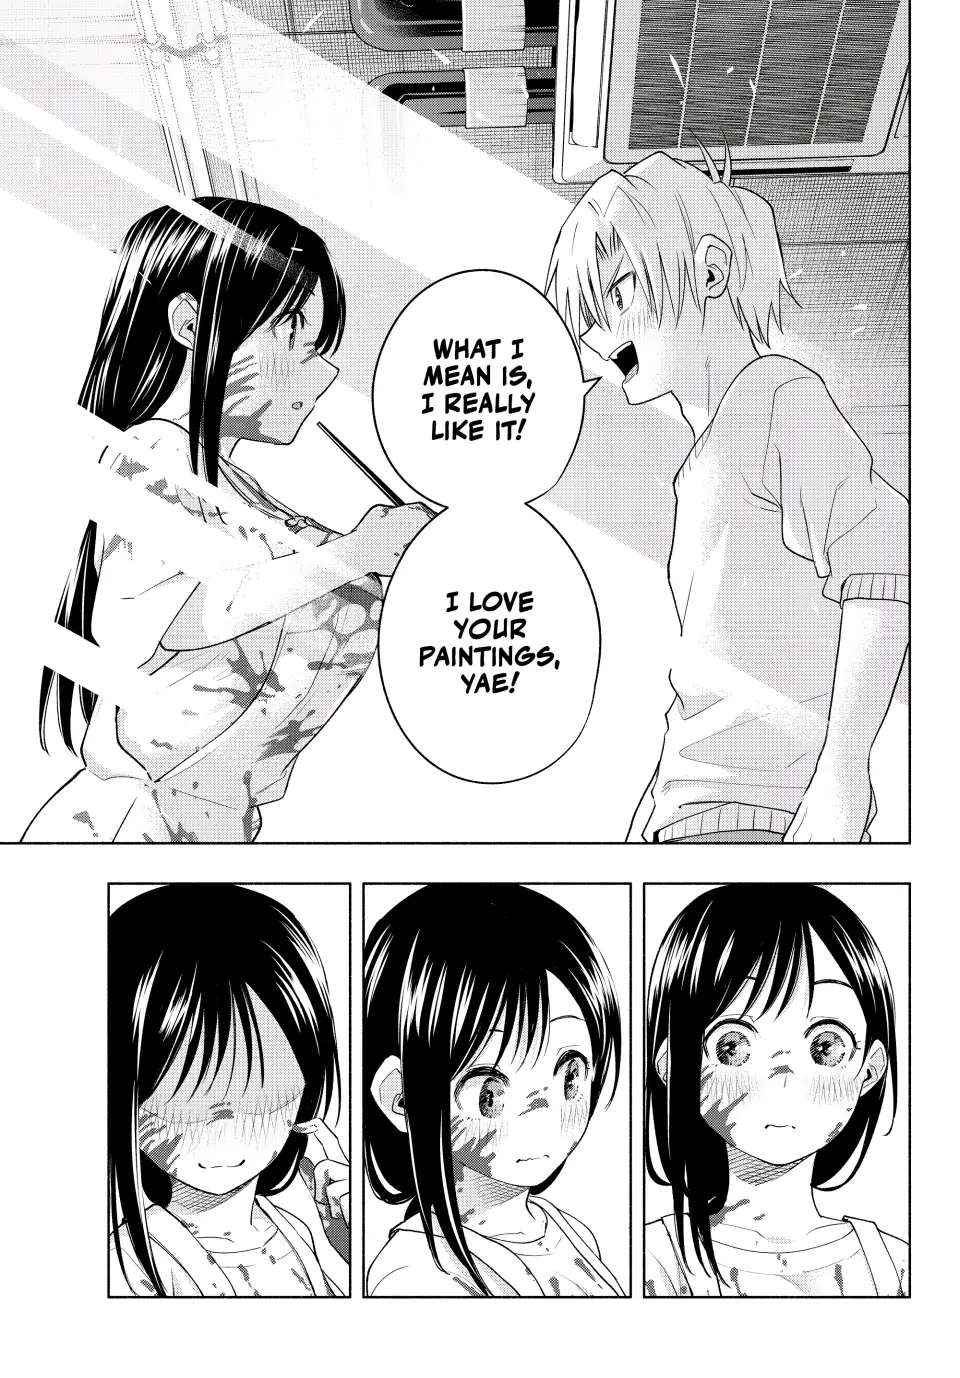 WHAT I
MEAN IS,
I REALLY
LIKE IT!
I LOVE
YOUR
PAINTINGS,
YAE!